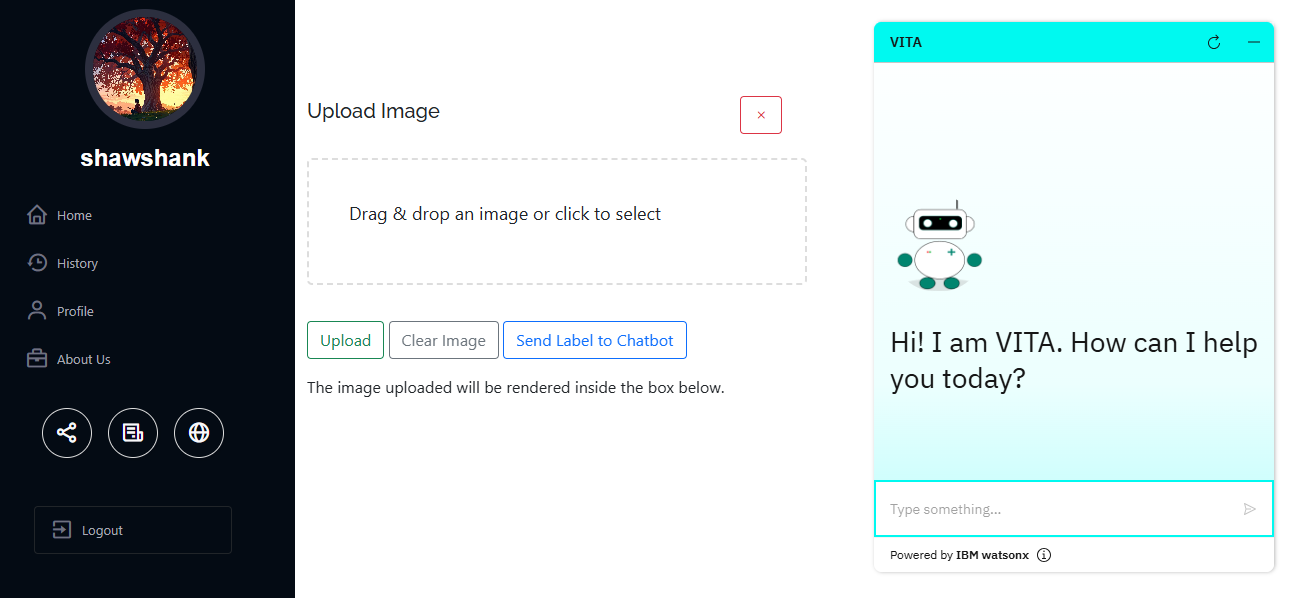 shawshank
Home
History
Profile
About Us
Logout
Upload Image
×
Drag & drop an image or click to select
Upload
Clear Image
Send Label to Chatbot
The image uploaded will be rendered inside the box below.
VITA
Hi! I am VITA. How can I help
you today?
Type something...
Powered by IBM watsonx